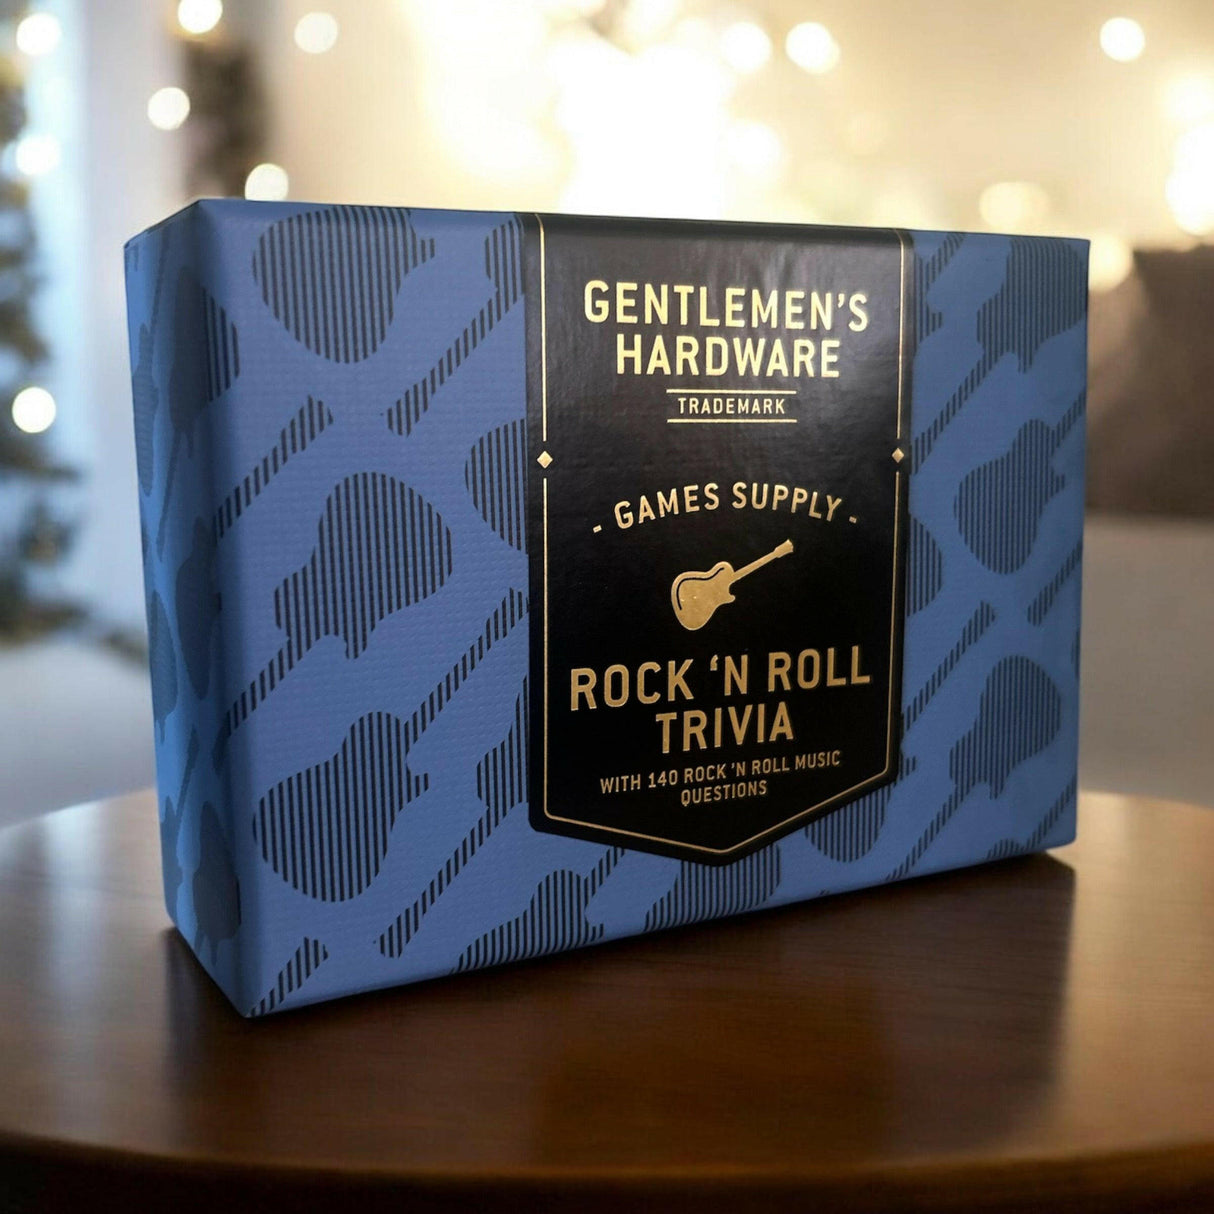 GENTLEMEN'S
HARDWARE
TRADEMARK
- GAMES SUPPLY -
ROCK 'N ROLL
TRIVIA
WITH 140 ROCK 'N ROLL MUSIC
QUESTIONS